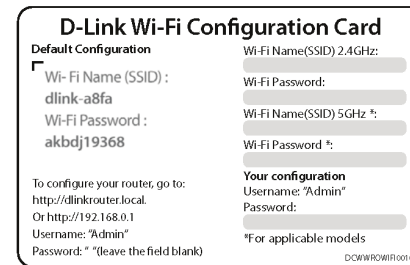 D-Link Wi-Fi Configuration Card
Default Configuration
Wi- Fi Name (SSID) :
dlink-a8fa
Wi-Fi Password :
akbdj19368
To configure your router, go to:
http://dlinkrouter.local.
Or http://192.168.0.1
Username: "Admin"
Password: " "(leave the field blank)
Wi-Fi Name(SSID) 2.4GHz:
Wi-Fi Password:
Wi-Fi Name(SSID) 5GHz *:
Wi-Fi Password *:
Your configuration
Username: "Admin"
Password:
*For applicable models